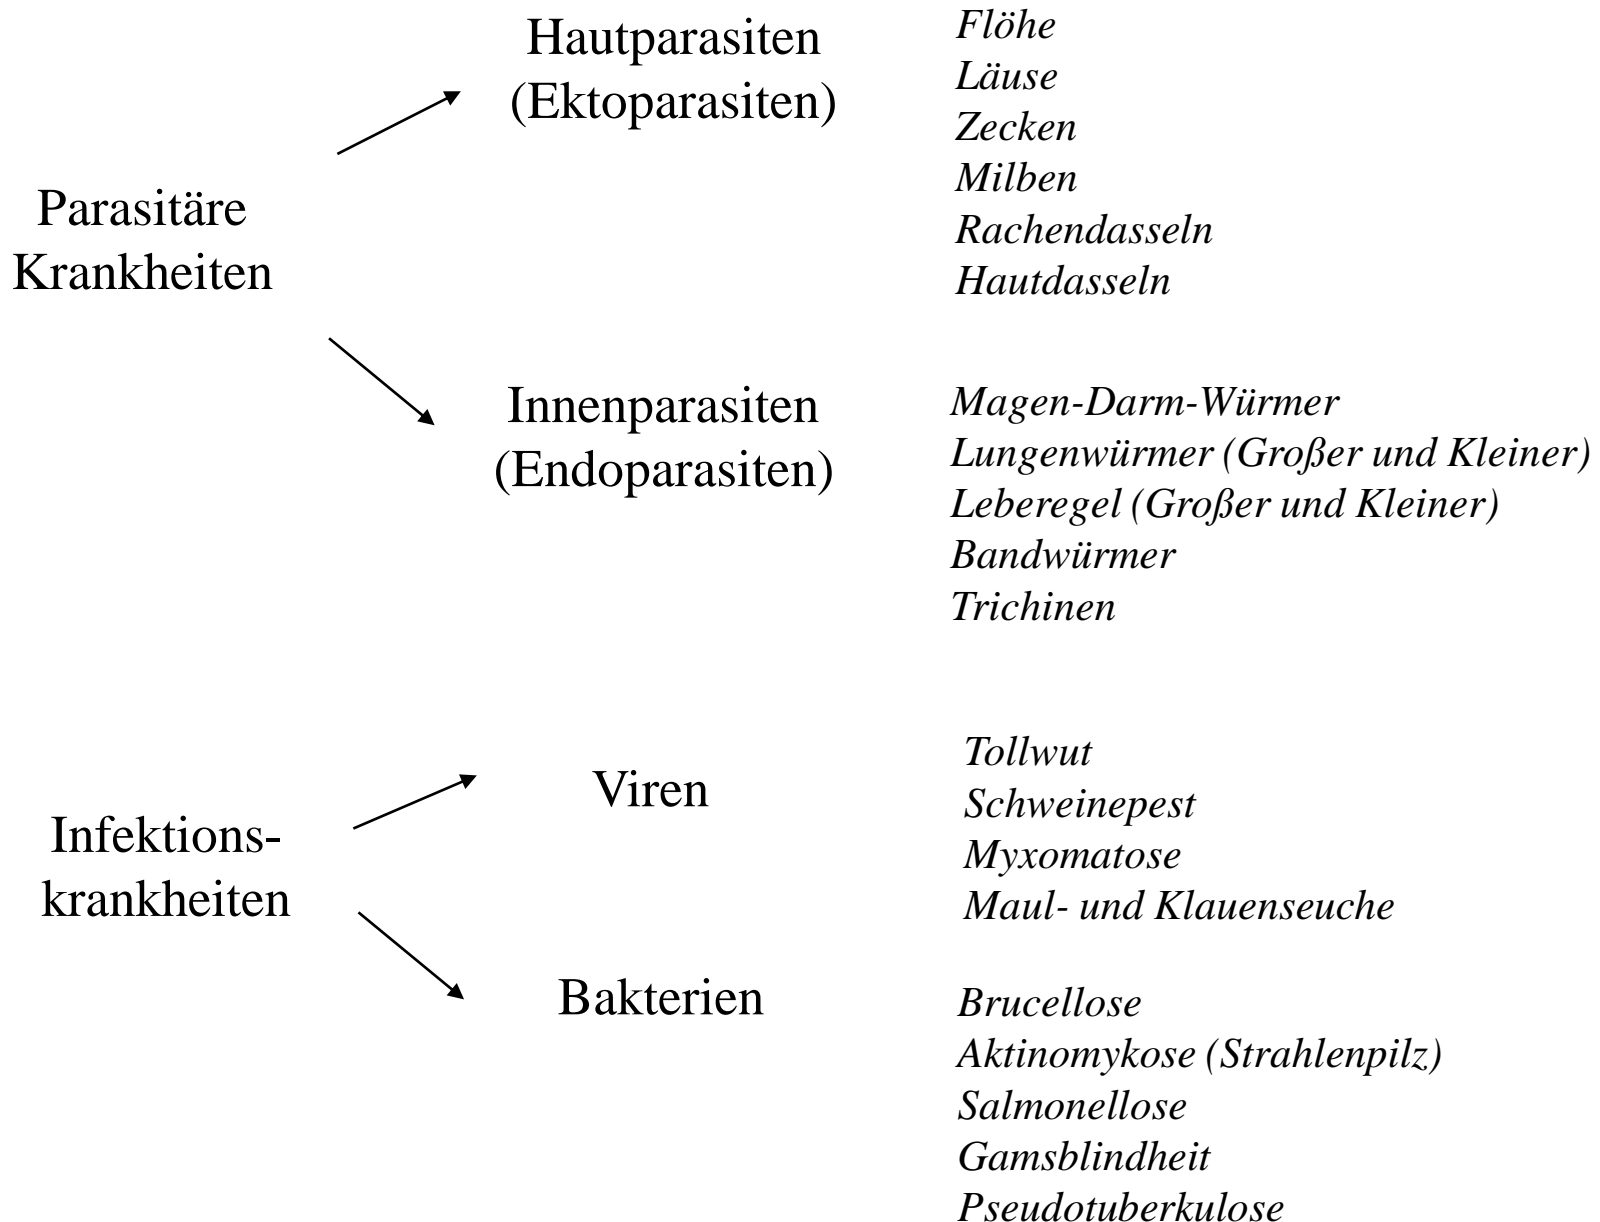 Parasitäre
Krankheiten
Hautparasiten
(Ektoparasiten)
Flöhe
Läuse
Zecken
Milben
Rachendasseln
Hautdasseln
Innenparasiten
(Endoparasiten)
Magen-Darm-Würmer
Lungenwürmer (Großer und Kleiner)
Leberegel (Großer und Kleiner)
Bandwürmer
Trichinen
Infektions-
krankheiten
Viren
Tollwut
Schweinepest
Myxomatose
Maul- und Klauenseuche
Bakterien
Brucellose
Aktinomykose (Strahlenpilz)
Salmonellose
Gamsblindheit
Pseudotuberkulose